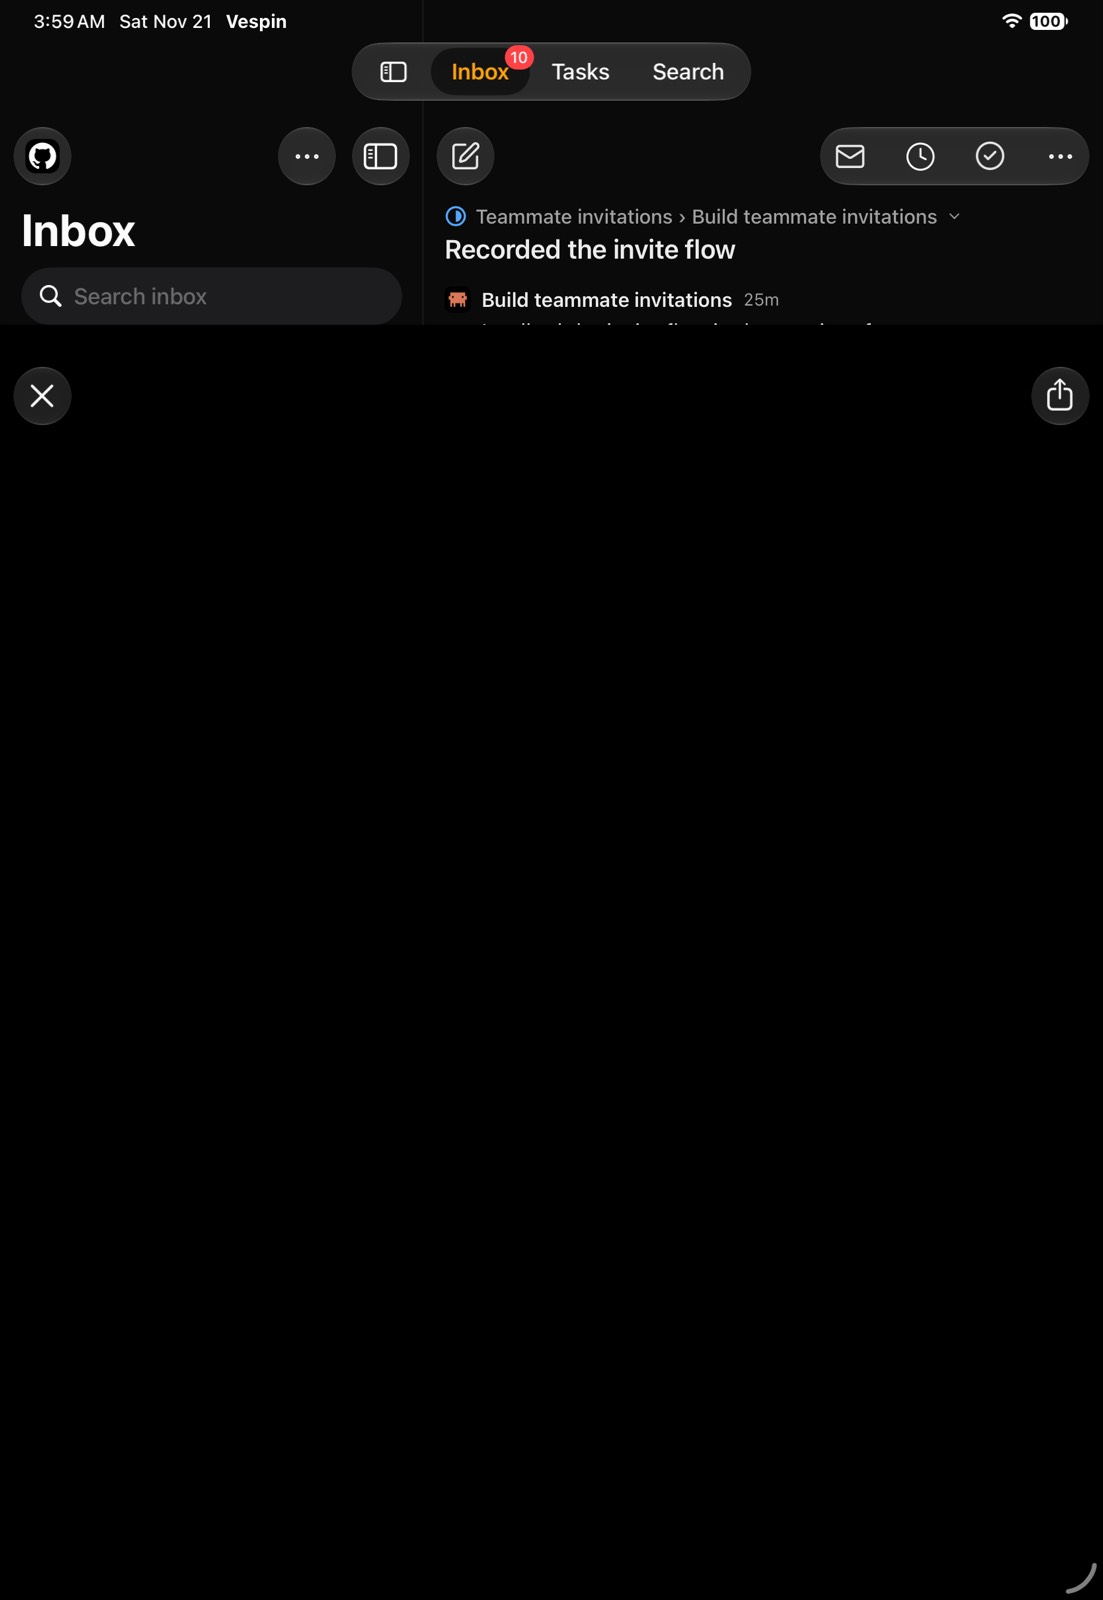 3:59 AM Sat Nov 21 Vespin
100
Inbox 10 Tasks Search
Teammate invitations › Build teammate invitations
Inbox
Recorded the invite flow
Search inbox
Build teammate invitations 25m